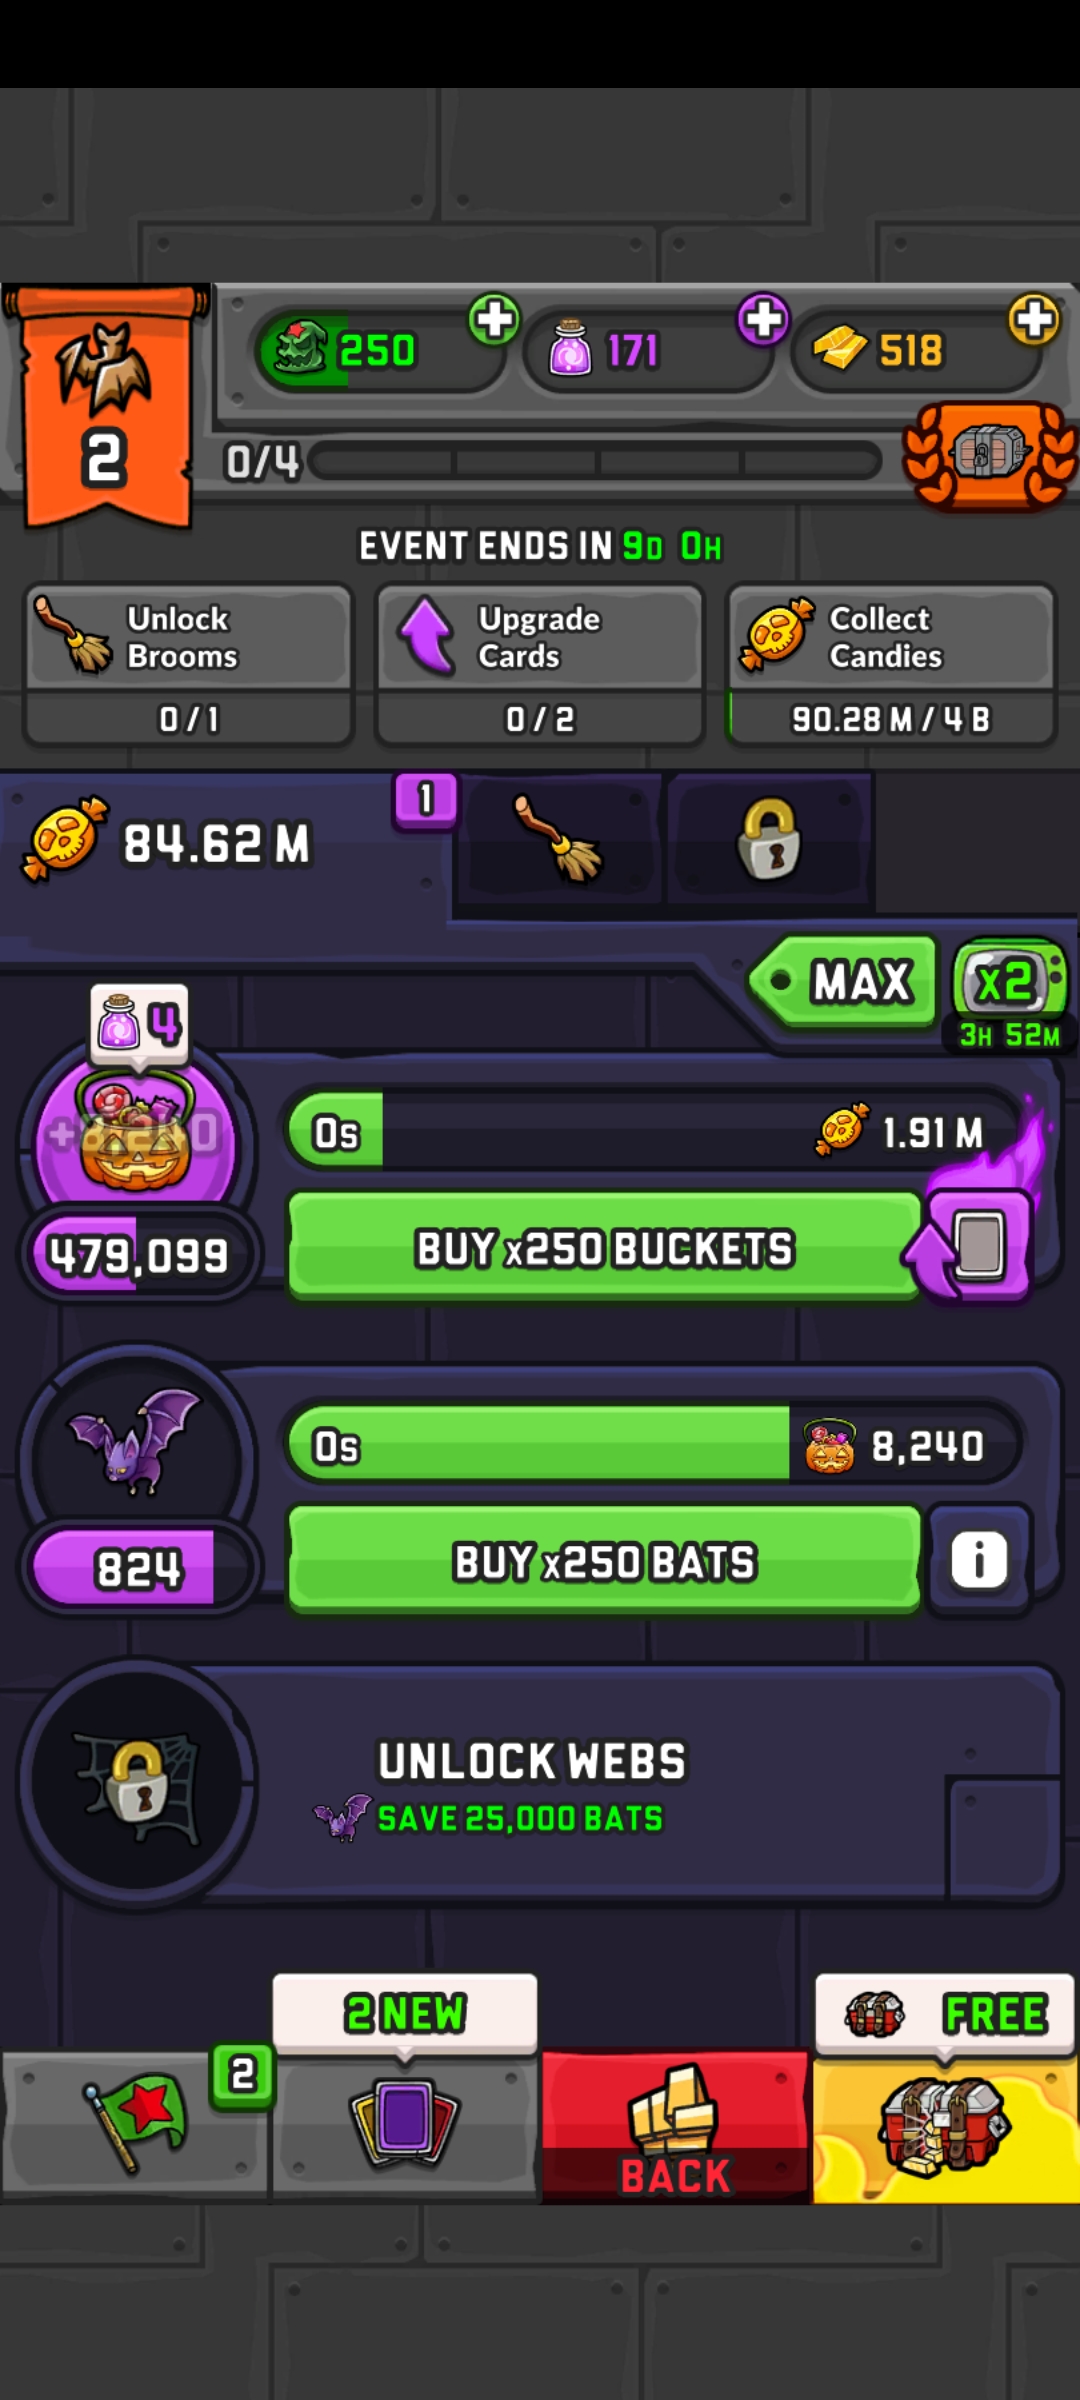 250
171
518
2
0/4
EVENT ENDS IN 9D 0H
Unlock
Brooms
0 / 1
Upgrade
Cards
0 / 2
Collect
Candies
90.28 M / 4 B
84.62 M
1
MAX
x2
3H 52M
4
+8,240
0s
1.91 M
479,099
BUY x250 BUCKETS
0s
8,240
824
BUY x250 BATS
i
UNLOCK WEBS
SAVE 25,000 BATS
2
2 NEW
BACK
FREE